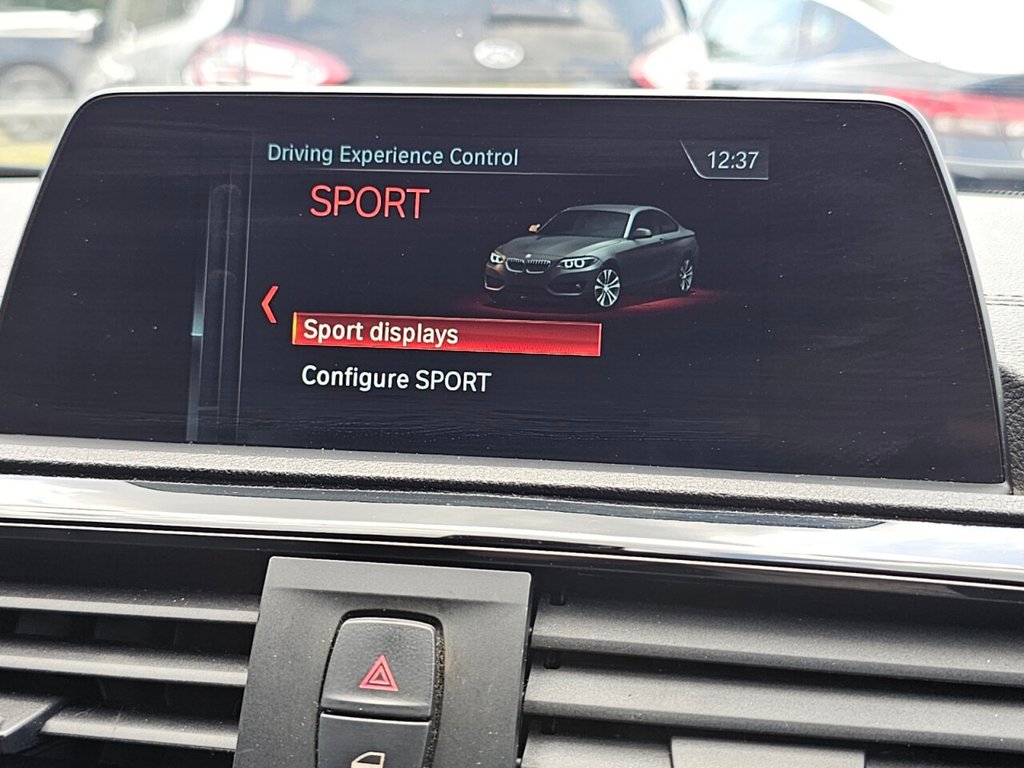 Driving Experience Control
12:37
SPORT
Sport displays
Configure SPORT